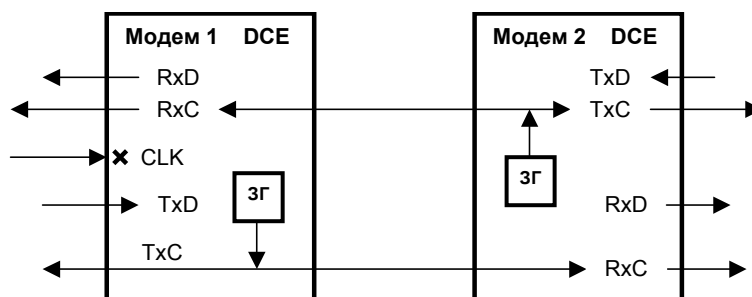 Модем 1 DCE
RxD
RxC
CLK
TxD
ЗГ
TxC
Модем 2 DCE
TxD
TxC
ЗГ
RxD
RxC